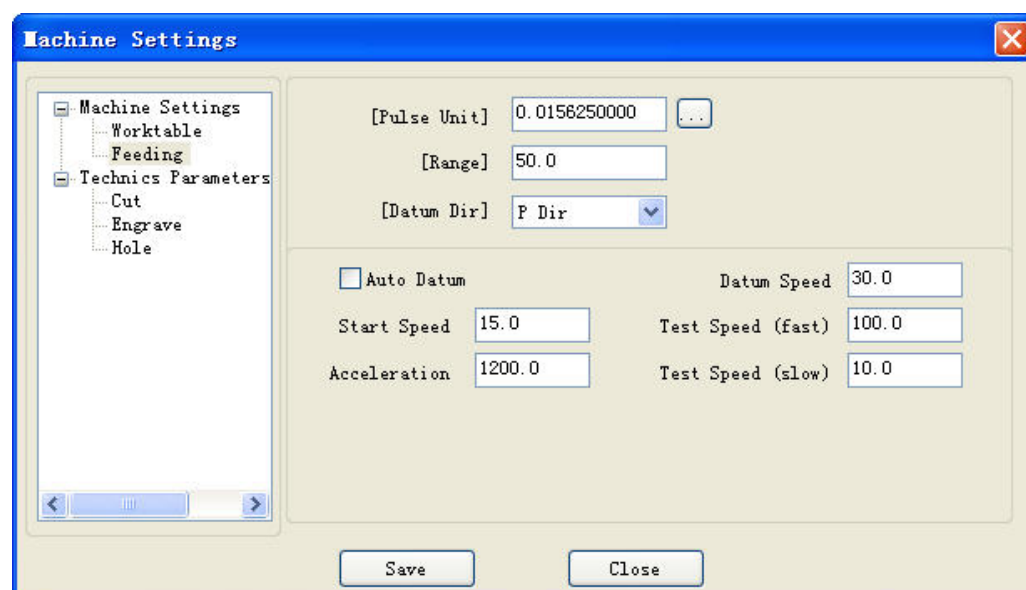 Machine Settings
Machine Settings
Worktable
Feeding
Technics Parameters
Cut
Engrave
Hole
[Pulse Unit] 0.0156250000 ...
[Range] 50.0
[Datum Dir] P Dir
Auto Datum Datum Speed 30.0
Start Speed 15.0 Test Speed (fast) 100.0
Acceleration 1200.0 Test Speed (slow) 10.0
Save Close